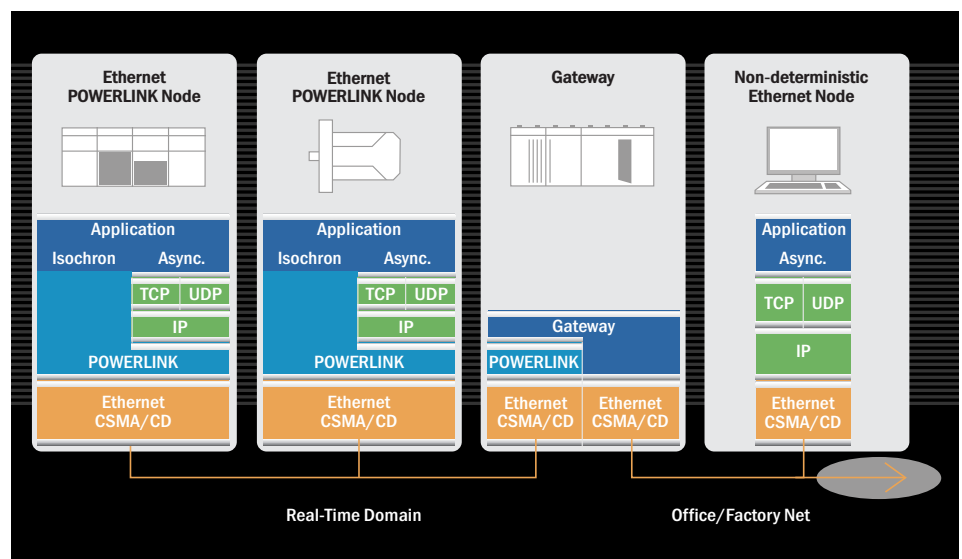 Ethernet
POWERLINK Node
Application
Isochron Async.
TCP UDP
IP
POWERLINK
Ethernet
CSMA/CD
Ethernet
POWERLINK Node
Application
Isochron Async.
TCP UDP
IP
POWERLINK
Ethernet
CSMA/CD
Gateway
Gateway
POWERLINK
Ethernet
CSMA/CD
Ethernet
CSMA/CD
Non-deterministic
Ethernet Node
Application
Async.
TCP UDP
IP
Ethernet
CSMA/CD
Real-Time Domain
Office/Factory Net